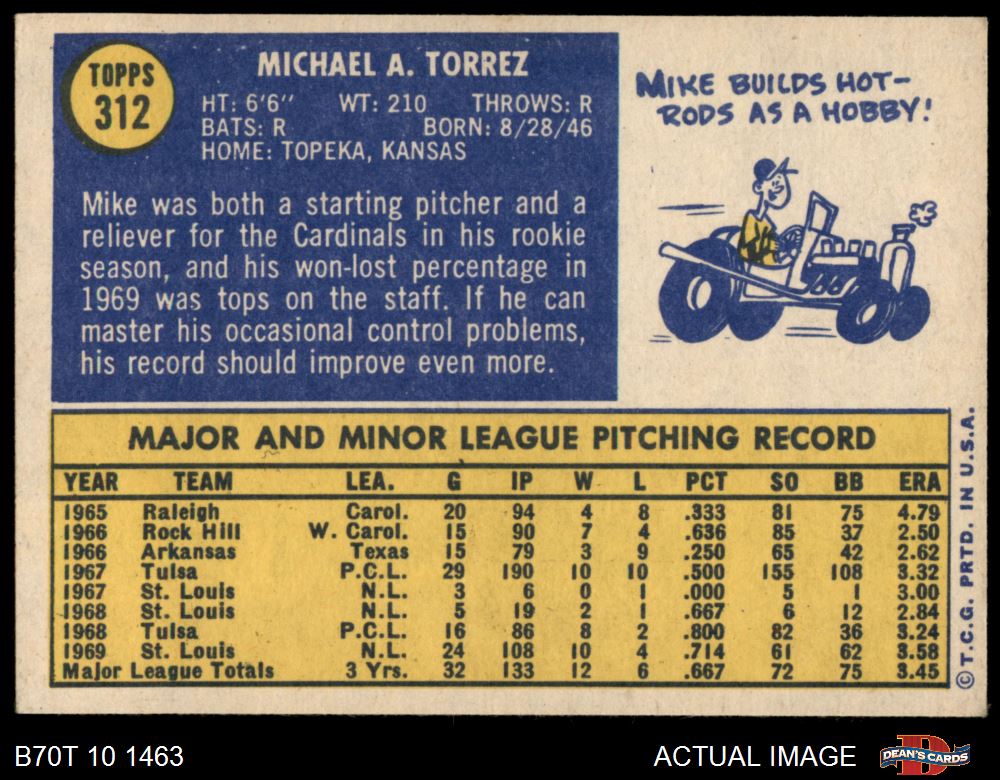 TOPPS
312
MICHAEL A. TORREZ
HT: 6'6" WT: 210 THROWS: R
BATS: R BORN: 8/28/46
HOME: TOPEKA, KANSAS
Mike was both a starting pitcher and a
reliever for the Cardinals in his rookie
season, and his won-lost percentage in
1969 was tops on the staff. If he can
master his occasional control problems,
his record should improve even more.
MIKE BUILDS HOT-
RODS AS A HOBBY!
MAJOR AND MINOR LEAGUE PITCHING RECORD
YEAR TEAM LEA. G IP W L PCT SO BB ERA
1965 Raleigh Carol. 20 94 4 8 .333 81 75 4.79
1966 Rock Hill W. Carol. 15 90 7 4 .636 85 37 2.50
1966 Arkansas Texas 15 79 3 9 .250 65 42 2.62
1967 Tulsa P.C.L. 29 190 10 10 .500 155 108 3.32
1967 St. Louis N.L. 3 6 0 1 .000 5 1 3.00
1968 St. Louis N.L. 5 19 2 1 .667 6 12 2.84
1968 Tulsa P.C.L. 16 86 8 2 .800 82 36 3.24
1969 St. Louis N.L. 24 108 10 4 .714 61 62 3.58
Major League Totals 3 Yrs. 32 133 12 6 .667 72 75 3.45
©T.C.G. PRTD. IN U.S.A.
B70T 10 1463
ACTUAL IMAGE
D
DEAN'S CARDS